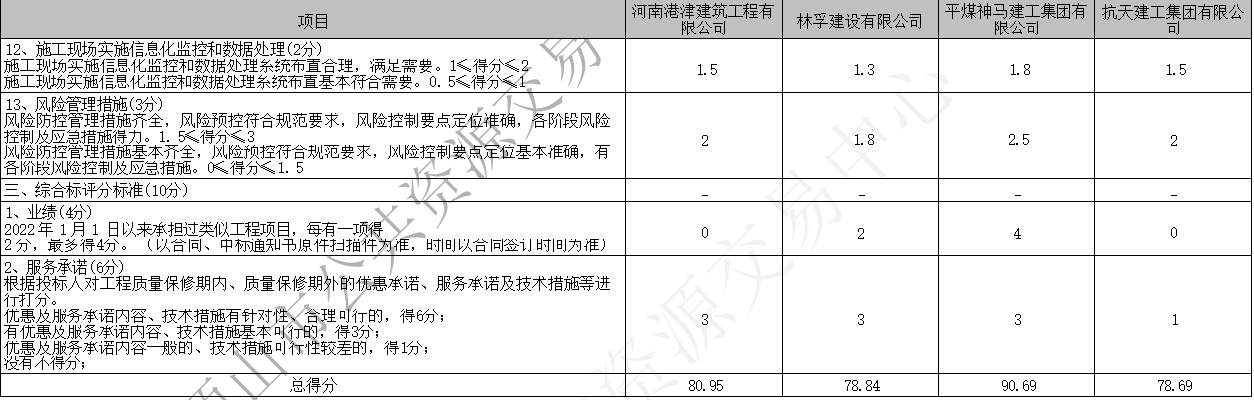 项目
河南港津建筑工程有
限公司
林孚建设有限公司
平煤神马建工集团有
限公司
抗天建工集团有限公
司
12、施工现场实施信息化监控和数据处理(2分)
施工现场实施信息化监控和数据处理系统布置合理，满足需要。1≤得分≤2
施工现场实施信息化监控和数据处理系统布置基本符合需要。0.5≤得分≤1
1.5
1.3
1.8
1.5
13、风险管理措施(3分)
风险防控管理措施齐全，风险预控符合规范要求，风险控制要点定位准确，各阶段风险
控制及应急措施得力。1.5≤得分≤3
风险防控管理措施基本齐全，风险预控符合规范要求，风险控制要点定位基本准确，有
各阶段风险控制及应急措施。0≤得分≤1.5
2
1.8
2.5
2
三、综合标评分标准(10分)
–
–
–
–
1、业绩(4分)
2022年1月1日以来承担过类似工程项目，每有一项得
2分，最多得4分。（以合同、中标通知书原件扫描件为准，时间以合同签订时间为准）
0
2
4
0
2、服务承诺(6分)
根据投标人对工程质量保修期内、质量保修期外的优惠承诺、服务承诺及技术措施等进
行打分。
优惠及服务承诺内容、技术措施有针对性、合理可行的，得6分；
有优惠及服务承诺内容、技术措施基本可行的，得3分；
优惠及服务承诺内容一般的、技术措施可行性较差的，得1分；
没有不得分；
3
3
3
1
总得分
80.95
78.84
90.69
78.69
山市公共资源交易
资源交易中心